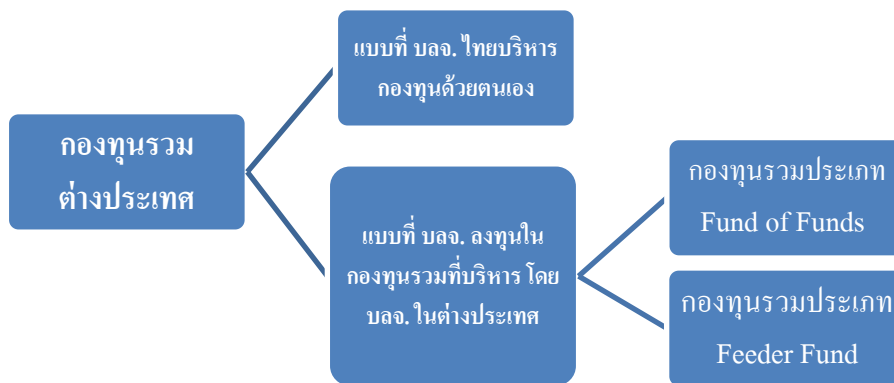 แบบที่ บลจ. ไทยบริหาร
กองทุนด้วยตนเอง
กองทุนรวม
ต่างประเทศ
แบบที่ บลจ. ลงทุนใน
กองทุนรวมที่บริหาร โดย
บลจ. ในต่างประเทศ
กองทุนรวมประเภท
Fund of Funds
กองทุนรวมประเภท
Feeder Fund